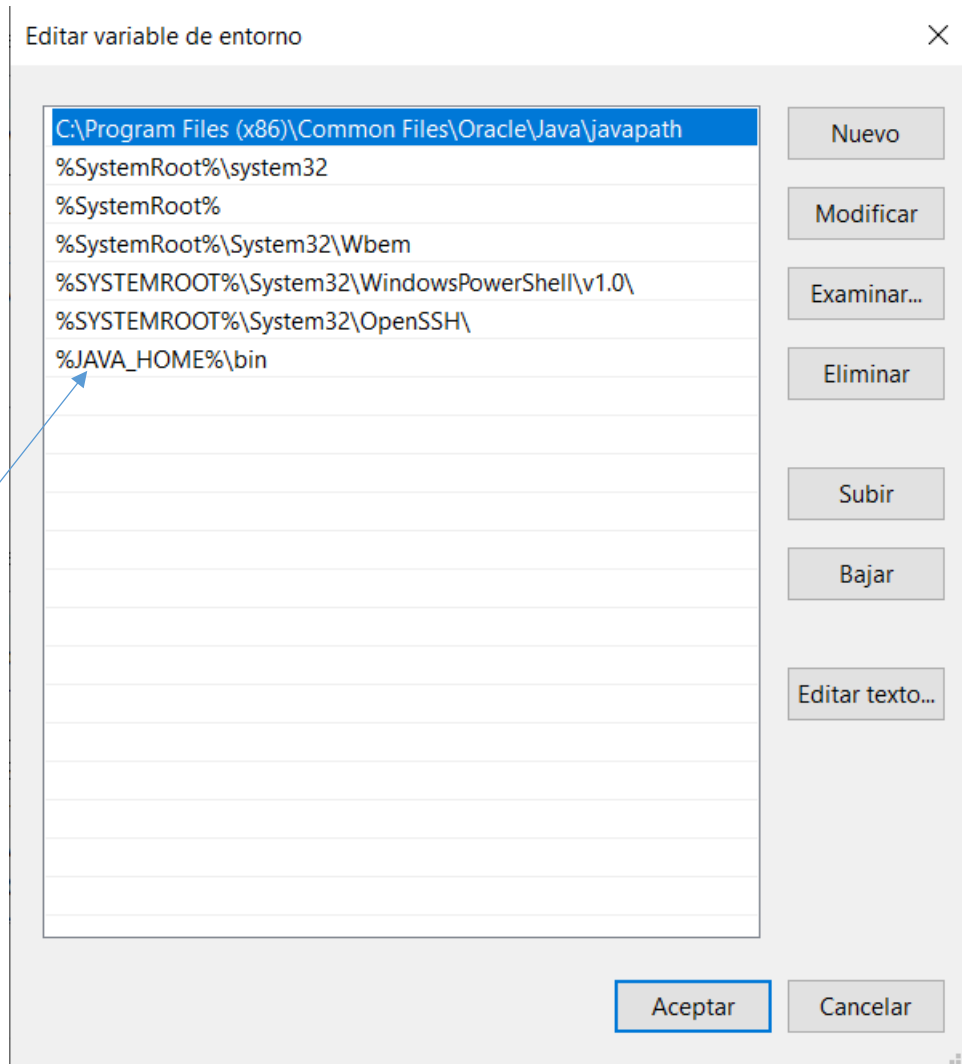 Editar variable de entorno
C:\Program Files (x86)\Common Files\Oracle\Java\javapath
Nuevo
%SystemRoot%\system32
%SystemRoot%
Modificar
%SystemRoot%\System32\Wbem
%SYSTEMROOT%\System32\WindowsPowerShell\v1.0\
Examinar...
%SYSTEMROOT%\System32\OpenSSH\
%JAVA_HOME%\bin
Eliminar
Subir
Bajar
Editar texto...
Aceptar
Cancelar